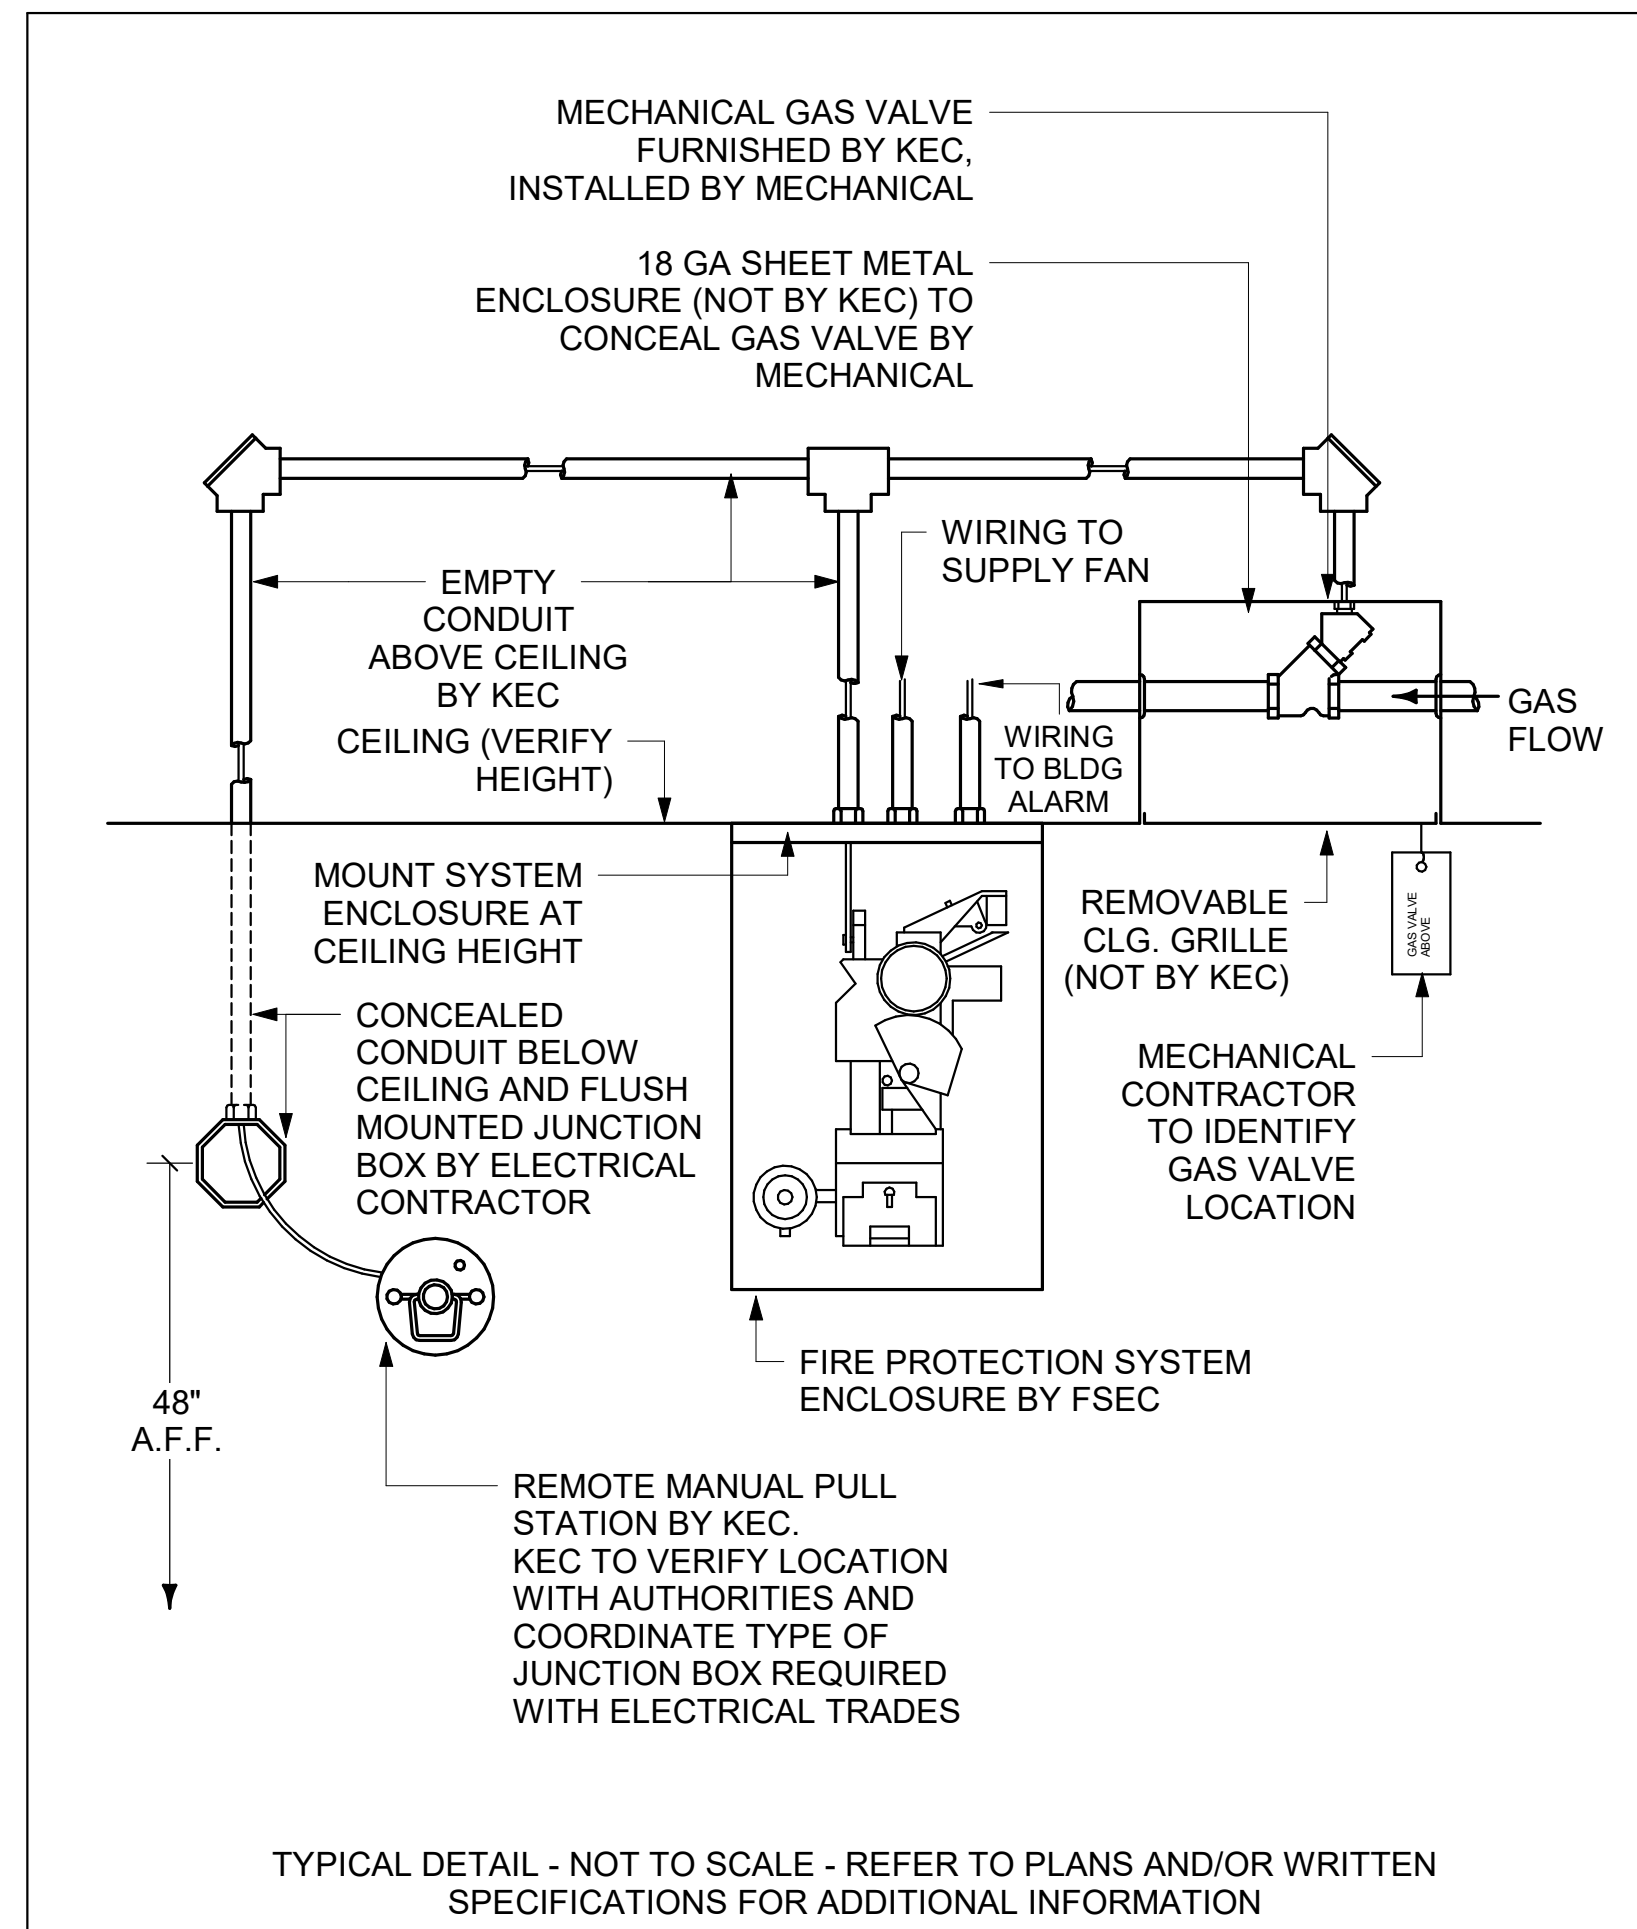 MECHANICAL GAS VALVE
FURNISHED BY KEC,
INSTALLED BY MECHANICAL
18 GA SHEET METAL
ENCLOSURE (NOT BY KEC) TO
CONCEAL GAS VALVE BY
MECHANICAL
WIRING TO
SUPPLY FAN
EMPTY
CONDUIT
ABOVE CEILING
BY KEC
GAS
FLOW
CEILING (VERIFY
HEIGHT)
WIRING
TO BLDG
ALARM
MOUNT SYSTEM
ENCLOSURE AT
CEILING HEIGHT
REMOVABLE
CLG. GRILLE
(NOT BY KEC)
GAS VALVE
ABOVE
CONCEALED
CONDUIT BELOW
CEILING AND FLUSH
MOUNTED JUNCTION
BOX BY ELECTRICAL
CONTRACTOR
MECHANICAL
CONTRACTOR
TO IDENTIFY
GAS VALVE
LOCATION
48"
A.F.F.
FIRE PROTECTION SYSTEM
ENCLOSURE BY FSEC
REMOTE MANUAL PULL
STATION BY KEC.
KEC TO VERIFY LOCATION
WITH AUTHORITIES AND
COORDINATE TYPE OF
JUNCTION BOX REQUIRED
WITH ELECTRICAL TRADES
TYPICAL DETAIL - NOT TO SCALE - REFER TO PLANS AND/OR WRITTEN
SPECIFICATIONS FOR ADDITIONAL INFORMATION